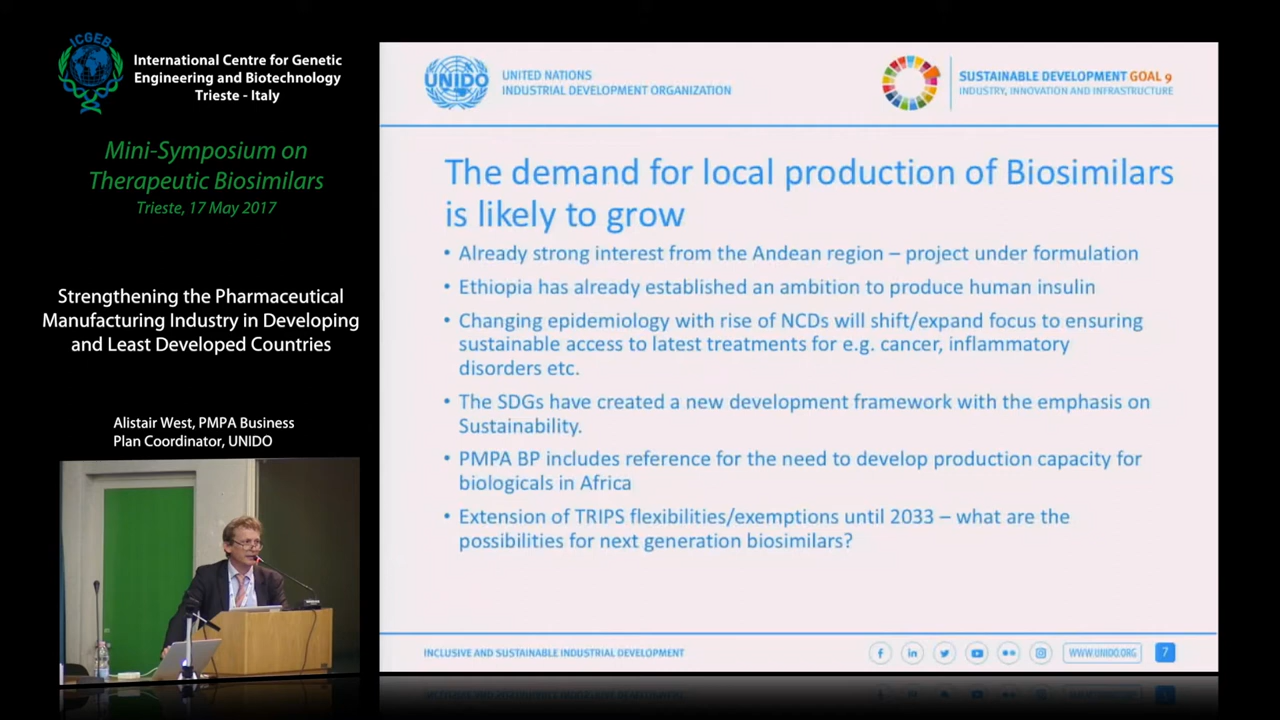 ICGEB
International Centre for Genetic
Engineering and Biotechnology
Trieste - Italy
Mini-Symposium on
Therapeutic Biosimilars
Trieste, 17 May 2017
Strengthening the Pharmaceutical
Manufacturing Industry in Developing
and Least Developed Countries
Alistair West, PMPA Business
Plan Coordinator, UNIDO
UNIDO
UNITED NATIONS
INDUSTRIAL DEVELOPMENT ORGANIZATION
SUSTAINABLE DEVELOPMENT GOAL 9
INDUSTRY, INNOVATION AND INFRASTRUCTURE
The demand for local production of Biosimilars
is likely to grow
• Already strong interest from the Andean region – project under formulation
• Ethiopia has already established an ambition to produce human insulin
• Changing epidemiology with rise of NCDs will shift/expand focus to ensuring
sustainable access to latest treatments for e.g. cancer, inflammatory
disorders etc.
• The SDGs have created a new development framework with the emphasis on
Sustainability.
• PMPA BP includes reference for the need to develop production capacity for
biologicals in Africa
• Extension of TRIPS flexibilities/exemptions until 2033 – what are the
possibilities for next generation biosimilars?
INCLUSIVE AND SUSTAINABLE INDUSTRIAL DEVELOPMENT
WWW.UNIDO.ORG
7